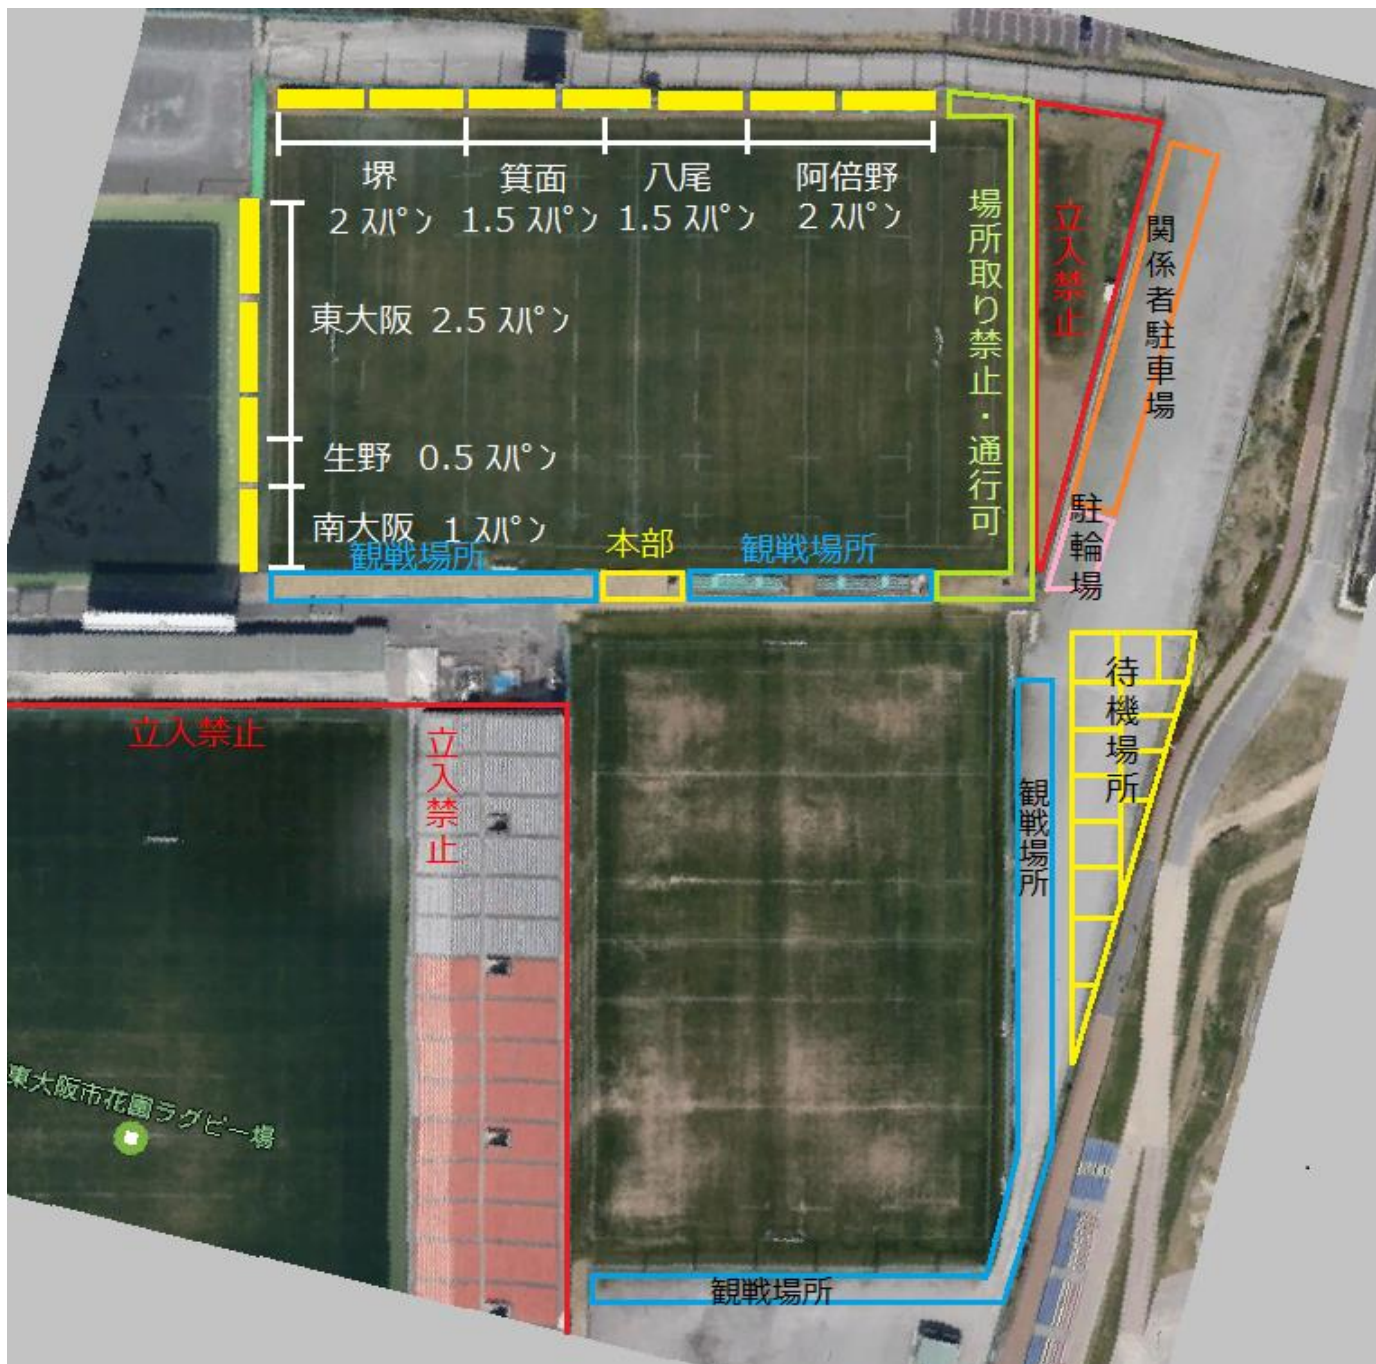 堺
2 ｽﾊﾟﾝ
箕面
1.5 ｽﾊﾟﾝ
八尾
1.5 ｽﾊﾟﾝ
阿倍野
2 ｽﾊﾟﾝ
東大阪 2.5 ｽﾊﾟﾝ
生野 0.5 ｽﾊﾟﾝ
南大阪 1 ｽﾊﾟﾝ
場所取り禁止・通行可
立入禁止
関係者駐車場
駐輪場
観戦場所
本部
観戦場所
待機場所
立入禁止
立入禁止
観戦場所
東大阪市花園ラグビー場
観戦場所